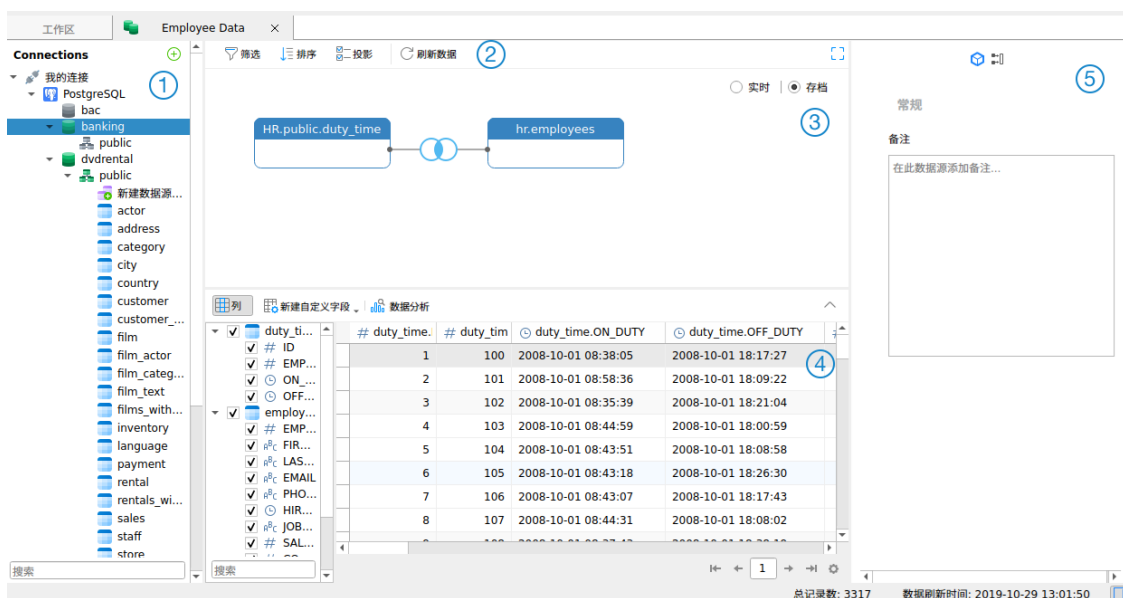 工作区
Employee Data
Connections
①
我的连接
PostgreSQL
bac
banking
public
dvdrental
public
新建数据源...
actor
address
category
city
country
customer
customer_...
film
film_actor
film_categ...
film_text
films_with...
inventory
language
payment
rental
rentals_wi...
sales
staff
store
搜索
筛选 排序 投影 刷新数据 ②
实时 存档
③
HR.public.duty_time hr.employees
列 新建自定义字段 数据分析
duty_ti...
# ID
# EMP...
ON_...
OFF...
employ...
# EMP...
ABC FIR...
ABC LAS...
ABC EMAIL
ABC PHO...
HIR...
ABC JOB...
# SAL...
搜索
# duty_time. # duty_tim duty_time.ON_DUTY duty_time.OFF_DUTY #
1 100 2008-10-01 08:38:05 2008-10-01 18:17:27
④
2 101 2008-10-01 08:58:36 2008-10-01 18:09:22
3 102 2008-10-01 08:35:39 2008-10-01 18:21:04
4 103 2008-10-01 08:44:59 2008-10-01 18:00:59
5 104 2008-10-01 08:43:51 2008-10-01 18:08:58
6 105 2008-10-01 08:43:18 2008-10-01 18:26:30
7 106 2008-10-01 08:43:07 2008-10-01 18:17:43
8 107 2008-10-01 08:44:31 2008-10-01 18:08:02
1
⑤
常规
备注
在此数据源添加备注...
总记录数: 3317 数据刷新时间: 2019-10-29 13:01:50